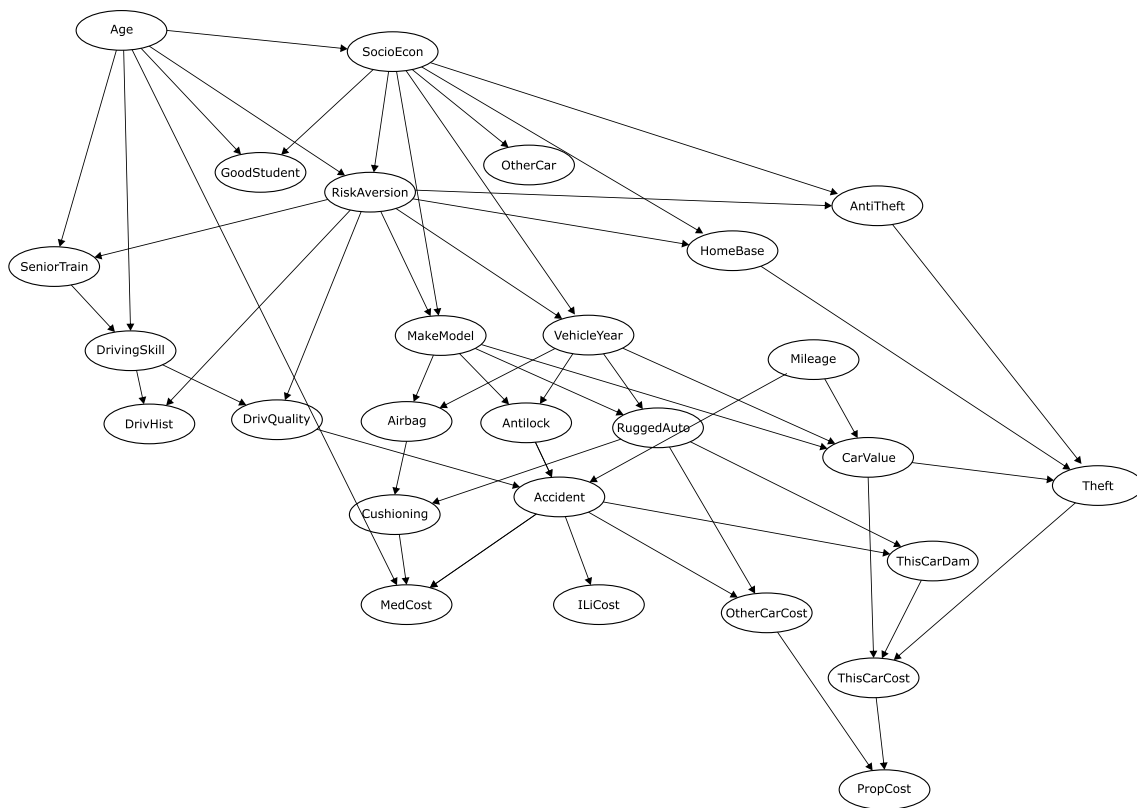 Age
SocioEcon
OtherCar
GoodStudent
RiskAversion
AntiTheft
HomeBase
SeniorTrain
MakeModel
VehicleYear
DrivingSkill
Mileage
DrivHist
DrivQuality
Airbag
Antilock
RuggedAuto
CarValue
Theft
Accident
Cushioning
ThisCarDam
MedCost
ILiCost
OtherCarCost
ThisCarCost
PropCost